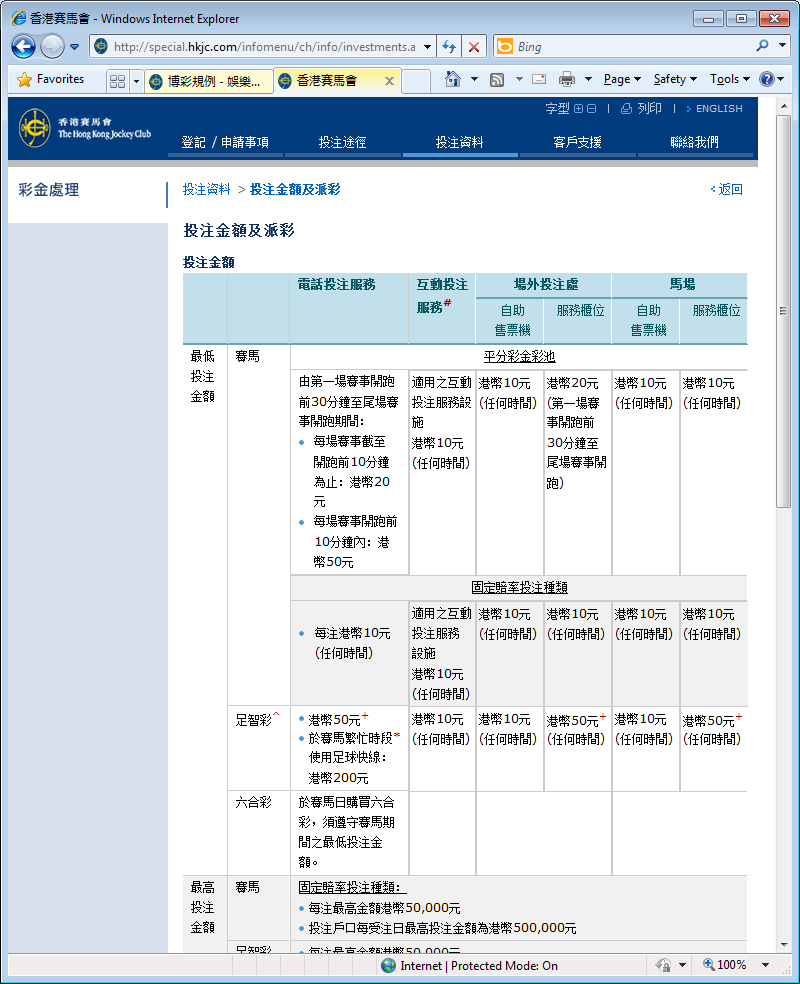 香港賽馬會 - Windows Internet Explorer
http://special.hkjc.com/infomenu/ch/info/investments.a
Bing
Favorites
博彩規例 - 娛樂...
香港賽馬會
Page
Safety
Tools
字型 列印 ENGLISH
香港賽馬會
The Hong Kong Jockey Club
登記 / 申請事項 投注途徑 投注資料 客戶支援 聯絡我們
彩金處理
投注資料 > 投注金額及派彩
返回
投注金額及派彩
投注金額
電話投注服務
互動投注
服務#
場外投注處
馬場
自助
售票機
服務櫃位
自助
售票機
服務櫃位
最低
投注
金額
賽馬
平分彩金彩池
由第一場賽事開跑
前30分鐘至尾場賽
事開跑期間：
每場賽事截至
開跑前10分鐘
為止：港幣20
元
每場賽事開跑前
10分鐘內：港
幣50元
適用之互動
投注服務設
施
港幣10元
(任何時間)
港幣10元
(任何時間)
港幣20元
(第一場賽
事開跑前
30分鐘至
尾場賽事開
跑)
港幣10元
(任何時間)
港幣10元
(任何時間)
固定賠率投注種類
每注港幣10元
(任何時間)
適用之互動
投注服務
設施
港幣10元
(任何時間)
港幣10元
(任何時間)
港幣10元
(任何時間)
港幣10元
(任何時間)
港幣10元
(任何時間)
足智彩^
港幣50元+
於賽馬繁忙時段*
使用足球快線：
港幣200元
港幣10元
(任何時間)
港幣10元
(任何時間)
港幣50元+
(任何時間)
港幣10元
(任何時間)
港幣50元+
(任何時間)
六合彩
於賽馬日購買六合
彩，須遵守賽馬期
間之最低投注金
額。
最高
投注
金額
賽馬
固定賠率投注種類：
每注最高金額港幣50,000元
投注戶口每受注日最高投注金額為港幣500,000元
足智彩
每注最高金額港幣50,000元
Internet | Protected Mode: On
100%